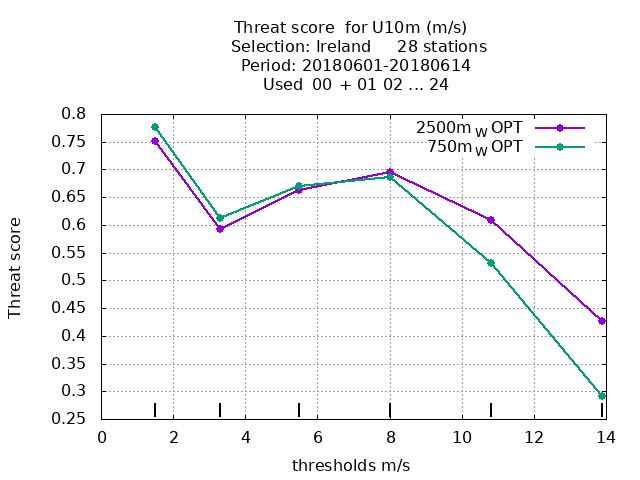 Threat score  for U10m (m/s)
Selection: Ireland     28 stations
Period: 20180601-20180614
Used  00 + 01 02 ... 24
2500m W OPT
750m W OPT
0.8
0.75
0.7
0.65
0.6
0.55
0.5
0.45
0.4
0.35
0.3
0.25
Threat score
0 2 4 6 8 10 12 14
thresholds m/s